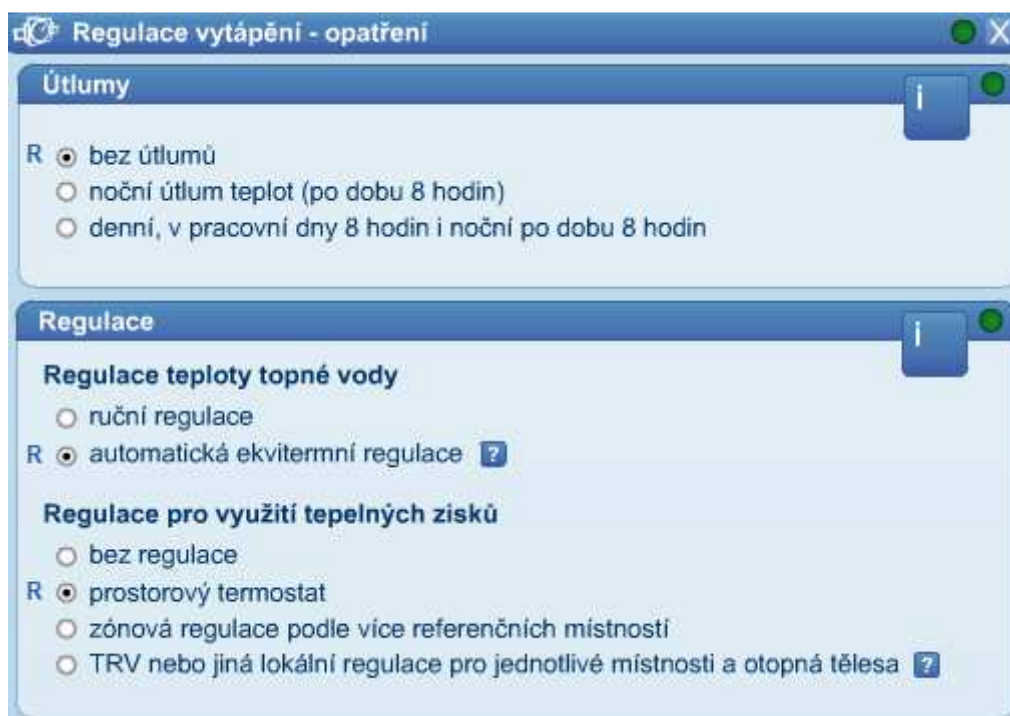 Regulace vytápění - opatření X
Útlumy i
R bez útlumů
noční útlum teplot (po dobu 8 hodin)
denní, v pracovní dny 8 hodin i noční po dobu 8 hodin
Regulace i
Regulace teploty topné vody
ruční regulace
R automatická ekvitermní regulace ?
Regulace pro využití tepelných zisků
bez regulace
R prostorový termostat
zónová regulace podle více referenčních místností
TRV nebo jiná lokální regulace pro jednotlivé místnosti a otopná tělesa ?